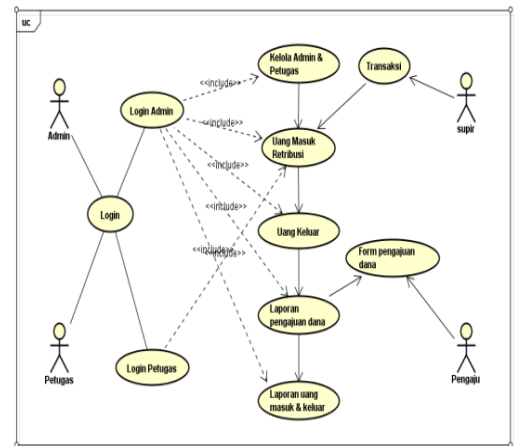 uc
Kelola Admin &
Petugas
Transaksi
<<include>>
Admin
Login Admin
supir
<<include>>
Uang Masuk
Retribusi
<<include>>
Login
<<include>>
Uang Keluar
<<include>>
<<include>>
Form pengajuan
dana
Laporan
pengajuan dana
Petugas
Login Petugas
Pengaju
Laporan uang
masuk & keluar